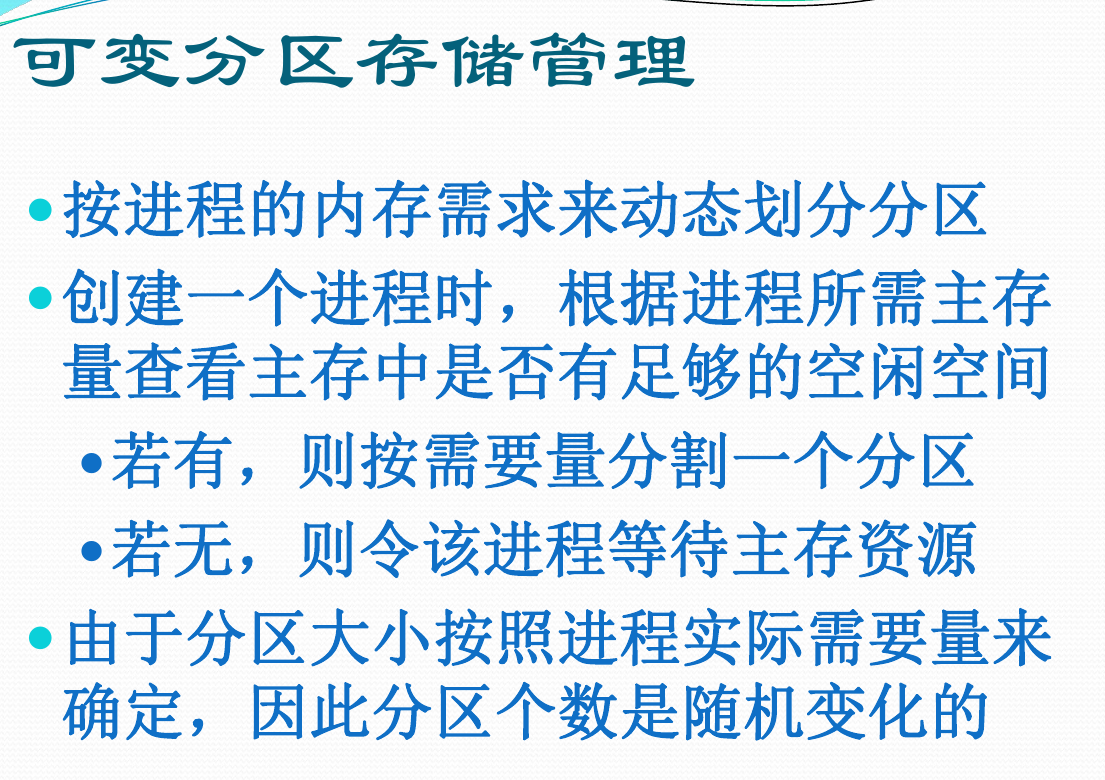 可变分区存储管理
•按进程的内存需求来动态划分分区
•创建一个进程时，根据进程所需主存
量查看主存中是否有足够的空闲空间
•若有，则按需要量分割一个分区
•若无，则令该进程等待主存资源
•由于分区大小按照进程实际需要量来
确定，因此分区个数是随机变化的